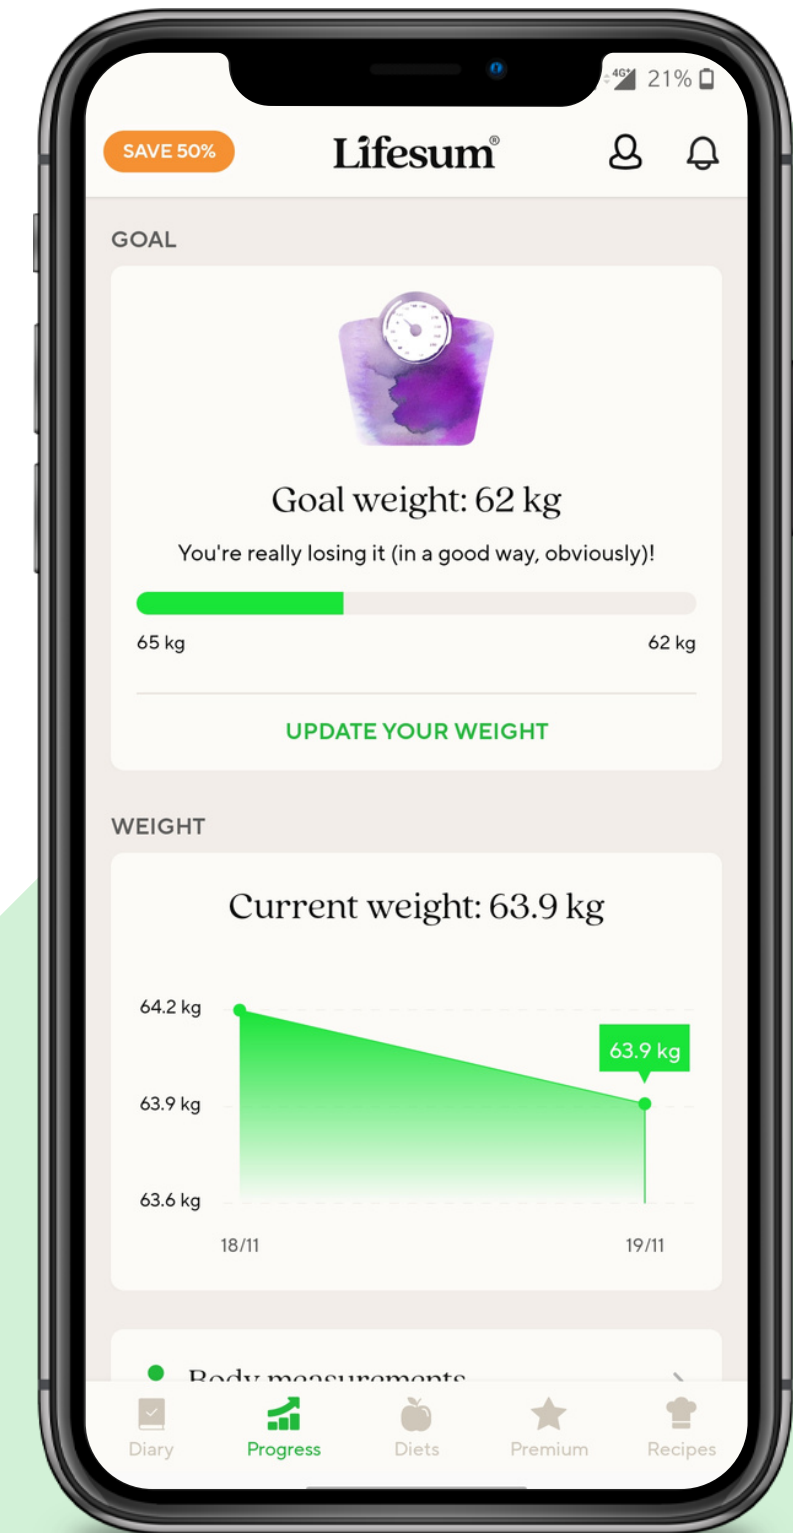 4G+ 21%
SAVE 50% Lifesum®
GOAL
Goal weight: 62 kg
You're really losing it (in a good way, obviously)!
65 kg 62 kg
UPDATE YOUR WEIGHT
WEIGHT
Current weight: 63.9 kg
64.2 kg
63.9 kg
63.9 kg
63.6 kg
18/11 19/11
Body measurements
Diary Progress Diets Premium Recipes